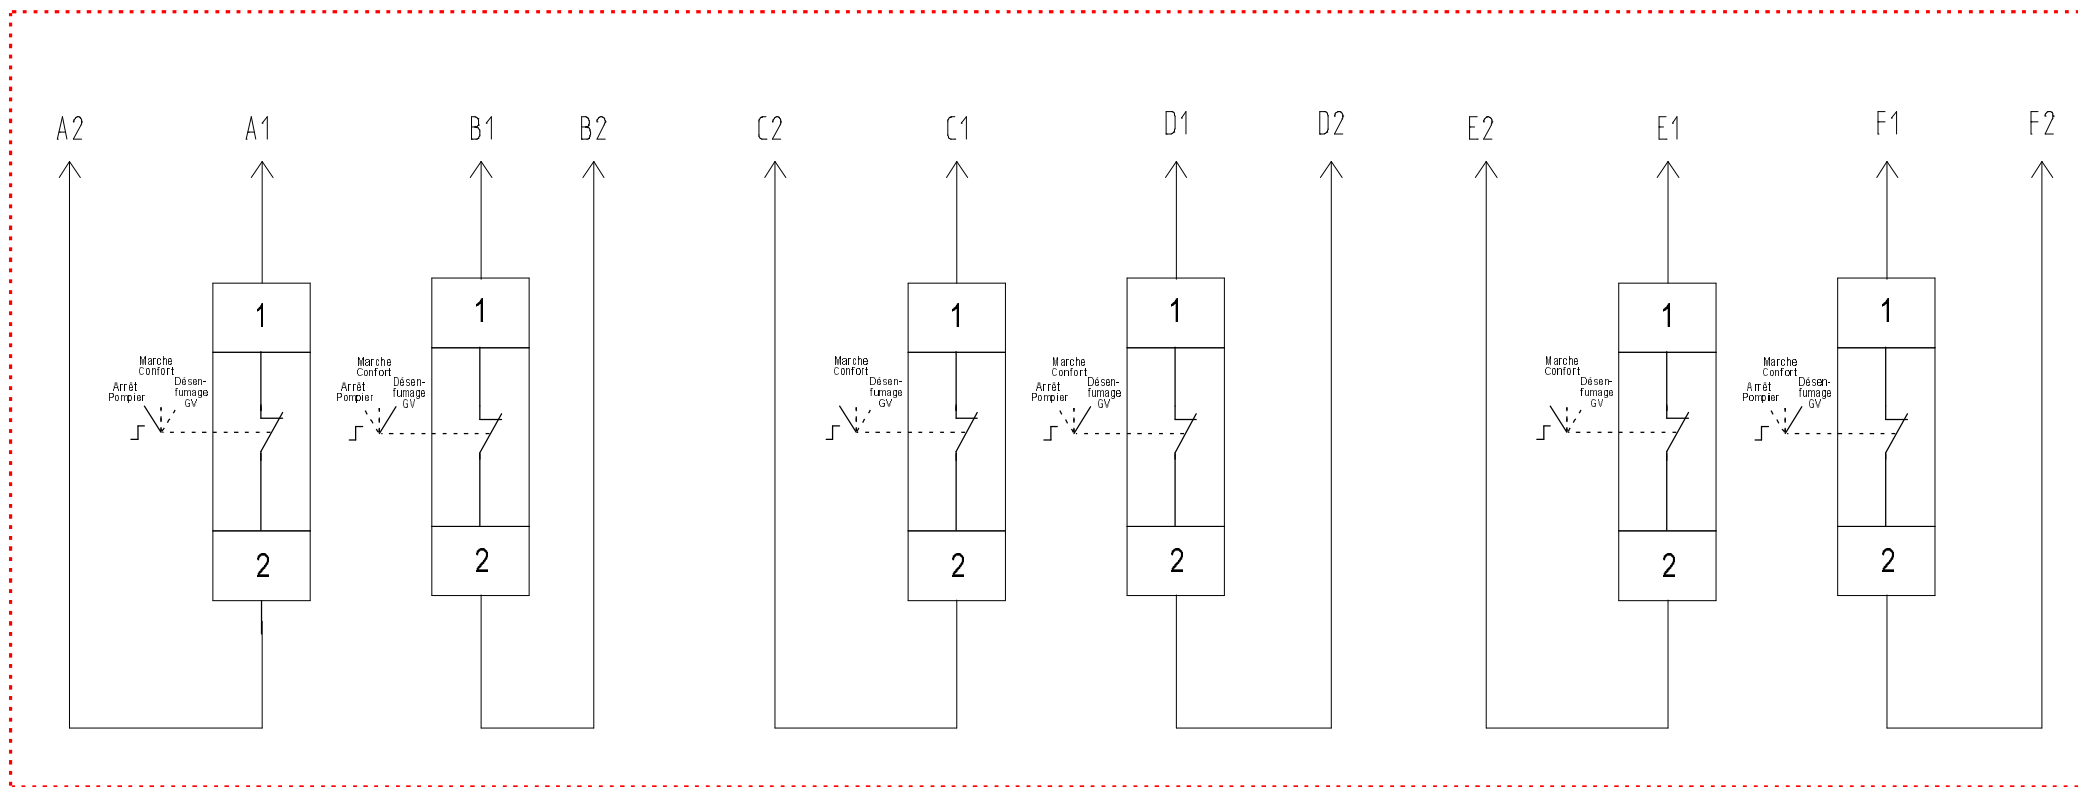 A2
A1
B1
B2
C2
C1
D1
D2
E2
E1
F1
F2
1
1
1
1
1
1
Marche
Confort
Arrêt
Pompier
Désen-
fumage
GV
Marche
Confort
Arrêt
Pompier
Désen-
fumage
GV
Marche
Confort
Désen-
fumage
GV
Marche
Confort
Arrêt
Pompier
Désen-
fumage
GV
Marche
Confort
Désen-
fumage
GV
Marche
Confort
Arrêt
Pompier
Désen-
fumage
GV
2
2
2
2
2
2